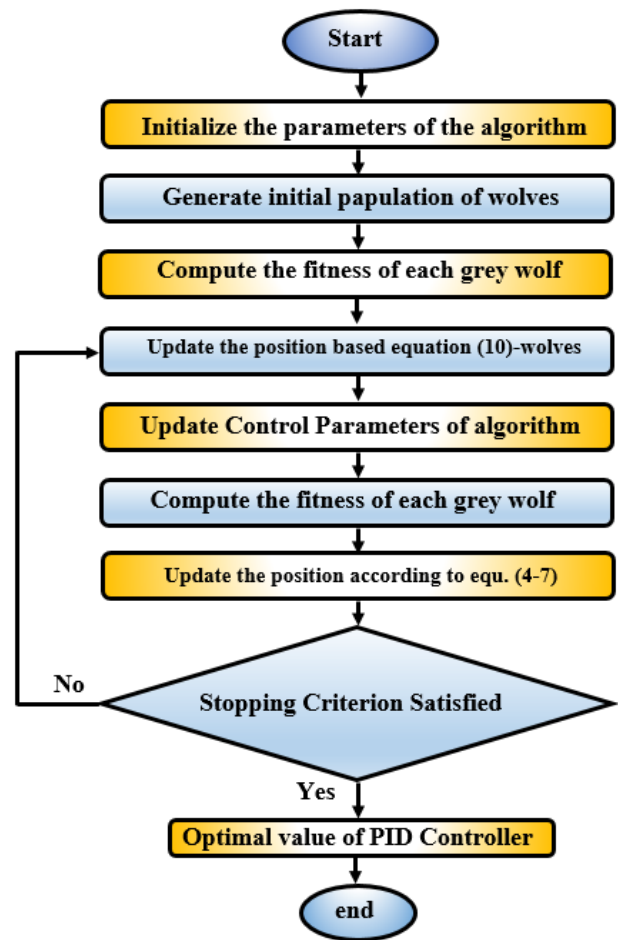 Start
Initialize the parameters of the algorithm
Generate initial papulation of wolves
Compute the fitness of each grey wolf
Update the position based equation (10)-wolves
Update Control Parameters of algorithm
Compute the fitness of each grey wolf
Update the position according to equ. (4-7)
No
Stopping Criterion Satisfied
Yes
Optimal value of PID Controller
end